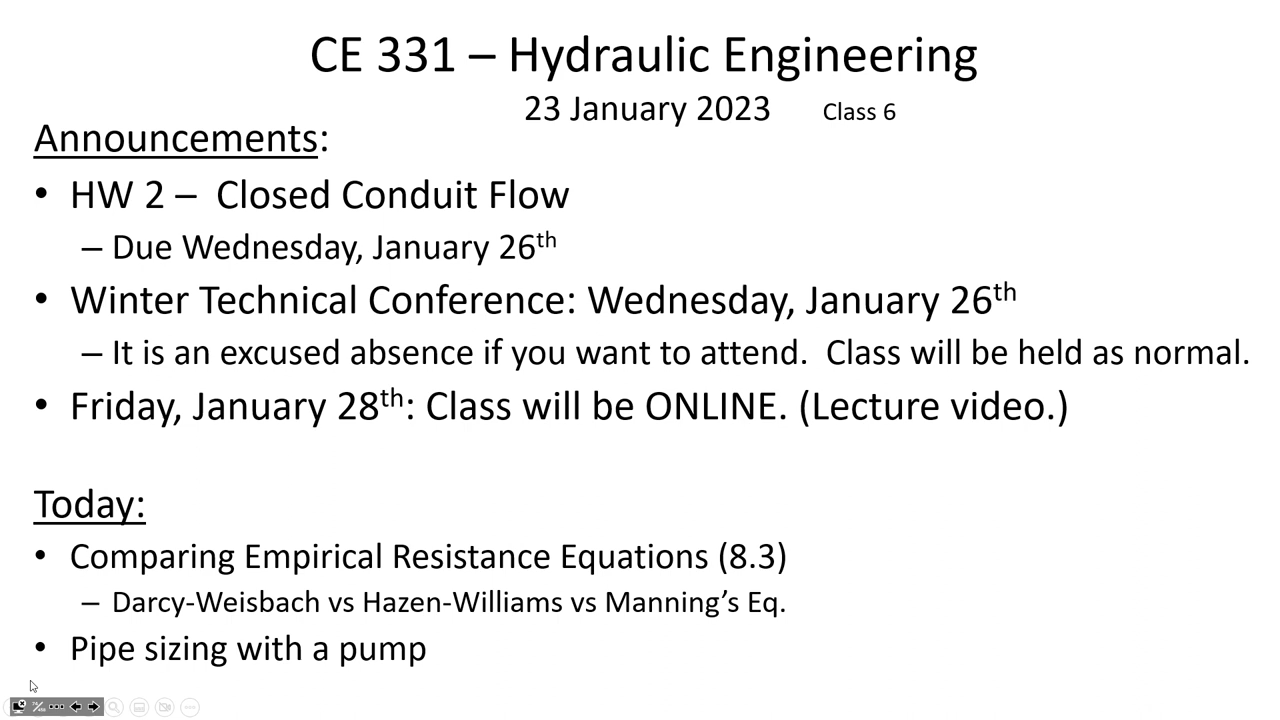 CE 331 – Hydraulic Engineering
23 January 2023 Class 6
Announcements:
• HW 2 – Closed Conduit Flow
– Due Wednesday, January 26th
• Winter Technical Conference: Wednesday, January 26th
– It is an excused absence if you want to attend. Class will be held as normal.
• Friday, January 28th: Class will be ONLINE. (Lecture video.)
Today:
• Comparing Empirical Resistance Equations (8.3)
– Darcy-Weisbach vs Hazen-Williams vs Manning’s Eq.
• Pipe sizing with a pump